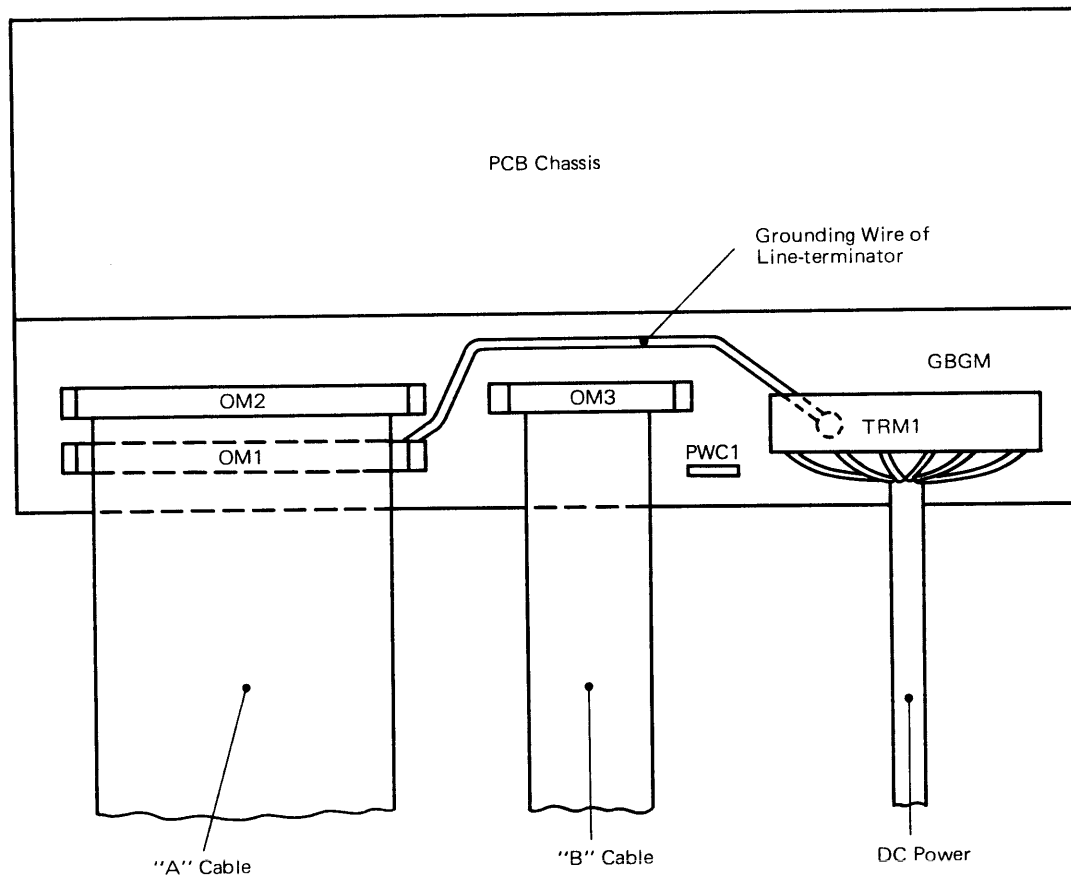 PCB Chassis
Grounding Wire of
Line-terminator
GBGM
OM2
OM3
TRM1
OM1
PWC1
"A" Cable
"B" Cable
DC Power